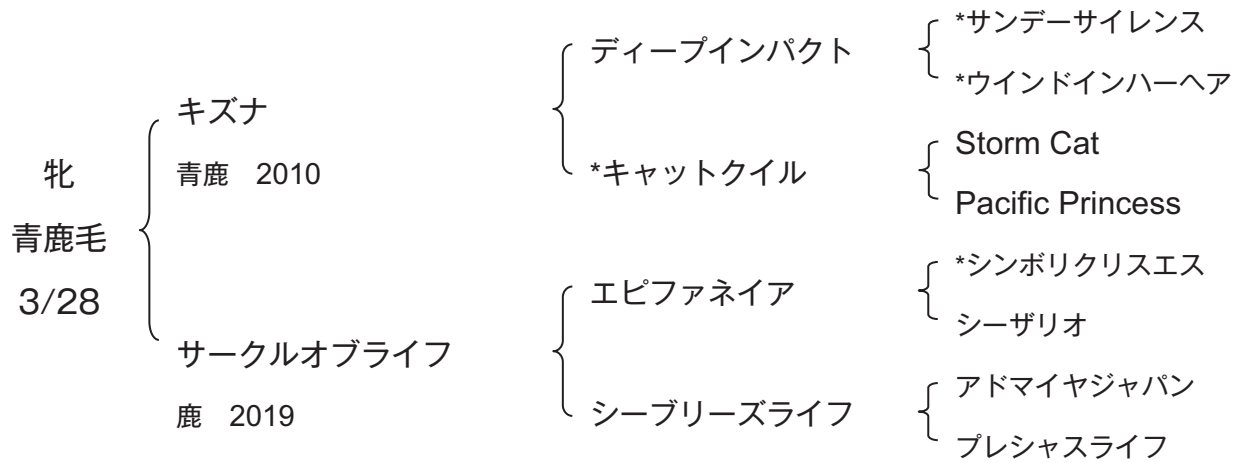 牝
青鹿毛
3/28
キズナ
青鹿　2010
サークルオブライフ
鹿　2019
ディープインパクト
*キャットクイル
エピファネイア
シーブリーズライフ
*サンデーサイレンス
*ウインドインハーヘア
Storm Cat
Pacific Princess
*シンボリクリスエス
シーザリオ
アドマイヤジャパン
プレシャスライフ